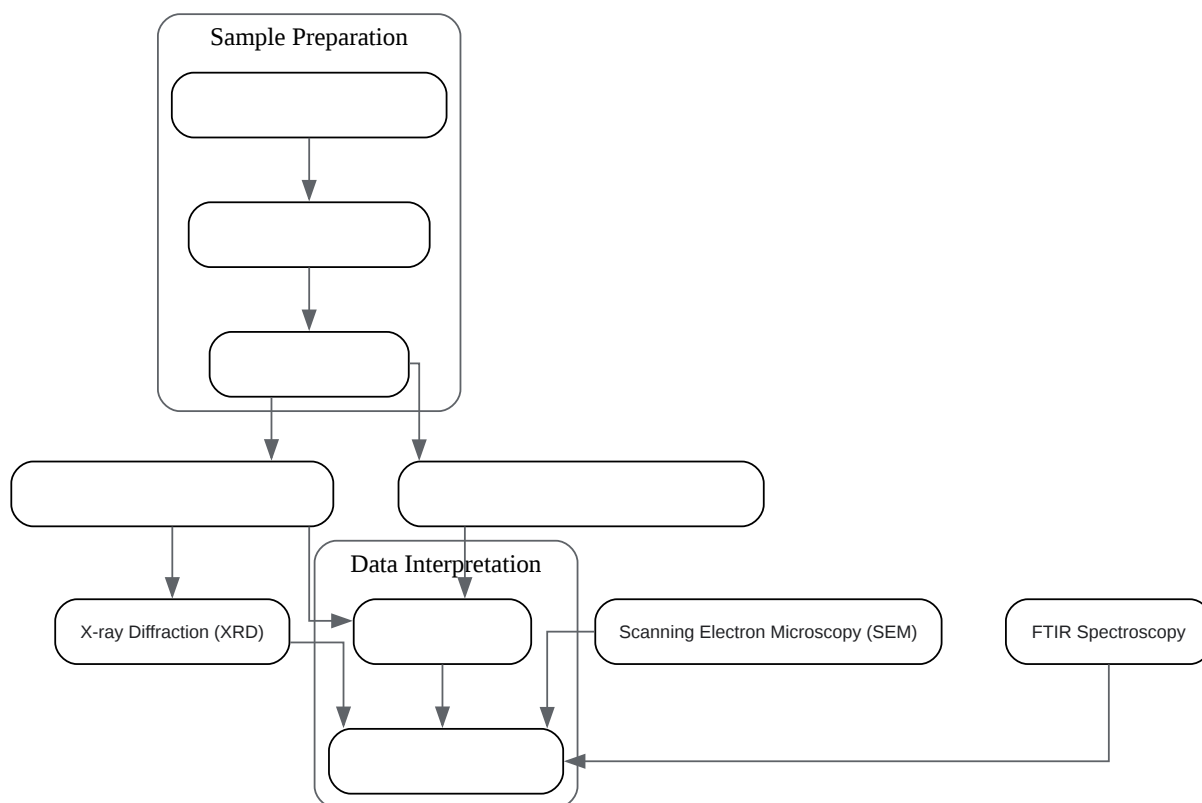 Sample Preparation
Data Interpretation
X-ray Diffraction (XRD)
Scanning Electron Microscopy (SEM)
FTIR Spectroscopy